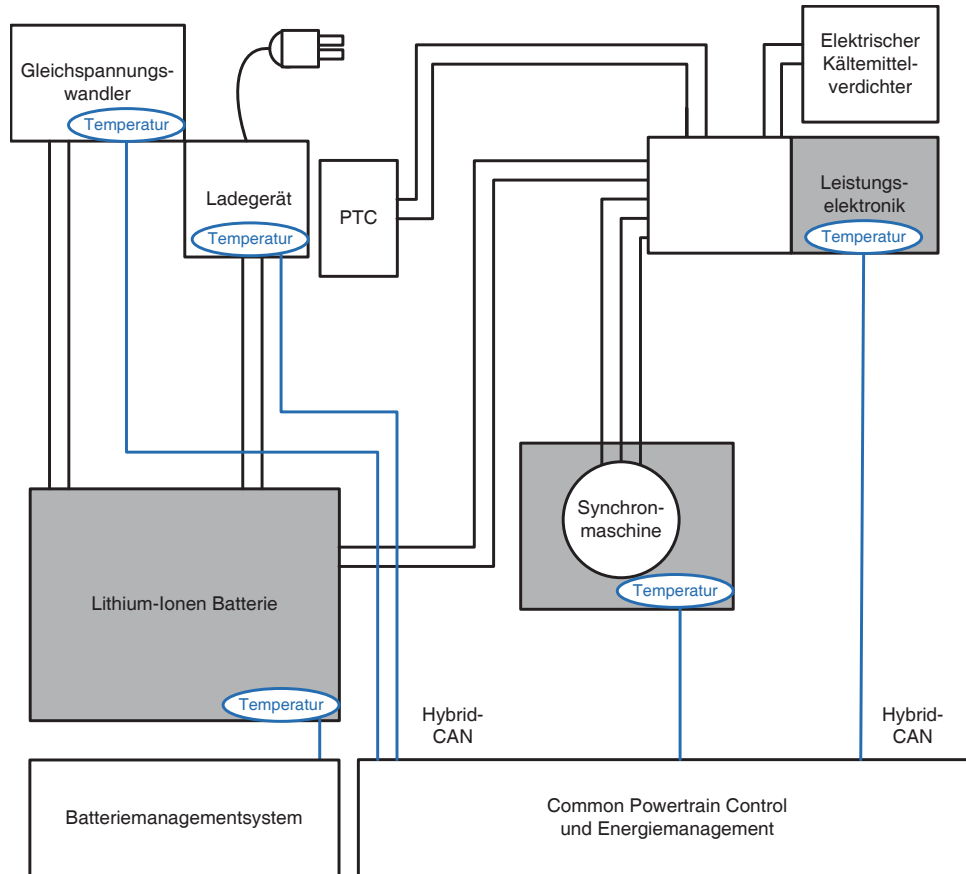 Gleichspannungs-
wandler
Temperatur
Elektrischer
Kältemittel-
verdichter
Ladegerät
Temperatur
PTC
Leistungs-
elektronik
Temperatur
Synchron-
maschine
Temperatur
Lithium-Ionen Batterie
Temperatur
Hybrid-
CAN
Hybrid-
CAN
Batteriemanagementsystem
Common Powertrain Control
und Energiemanagement